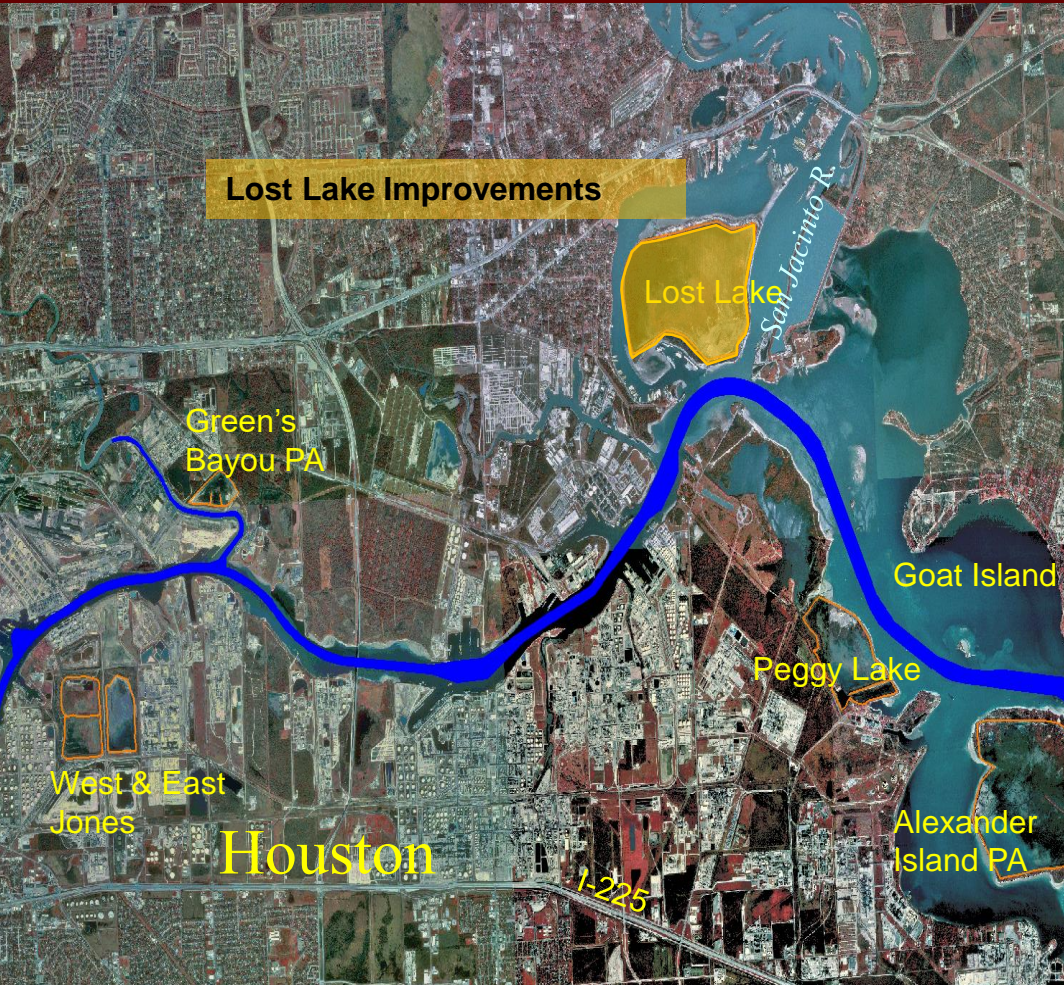 Lost Lake Improvements
San Jacinto R.
Lost Lake
Green's
Bayou PA
Goat Island
Peggy Lake
West & East
Jones
Alexander
Island PA
Houston
I-225